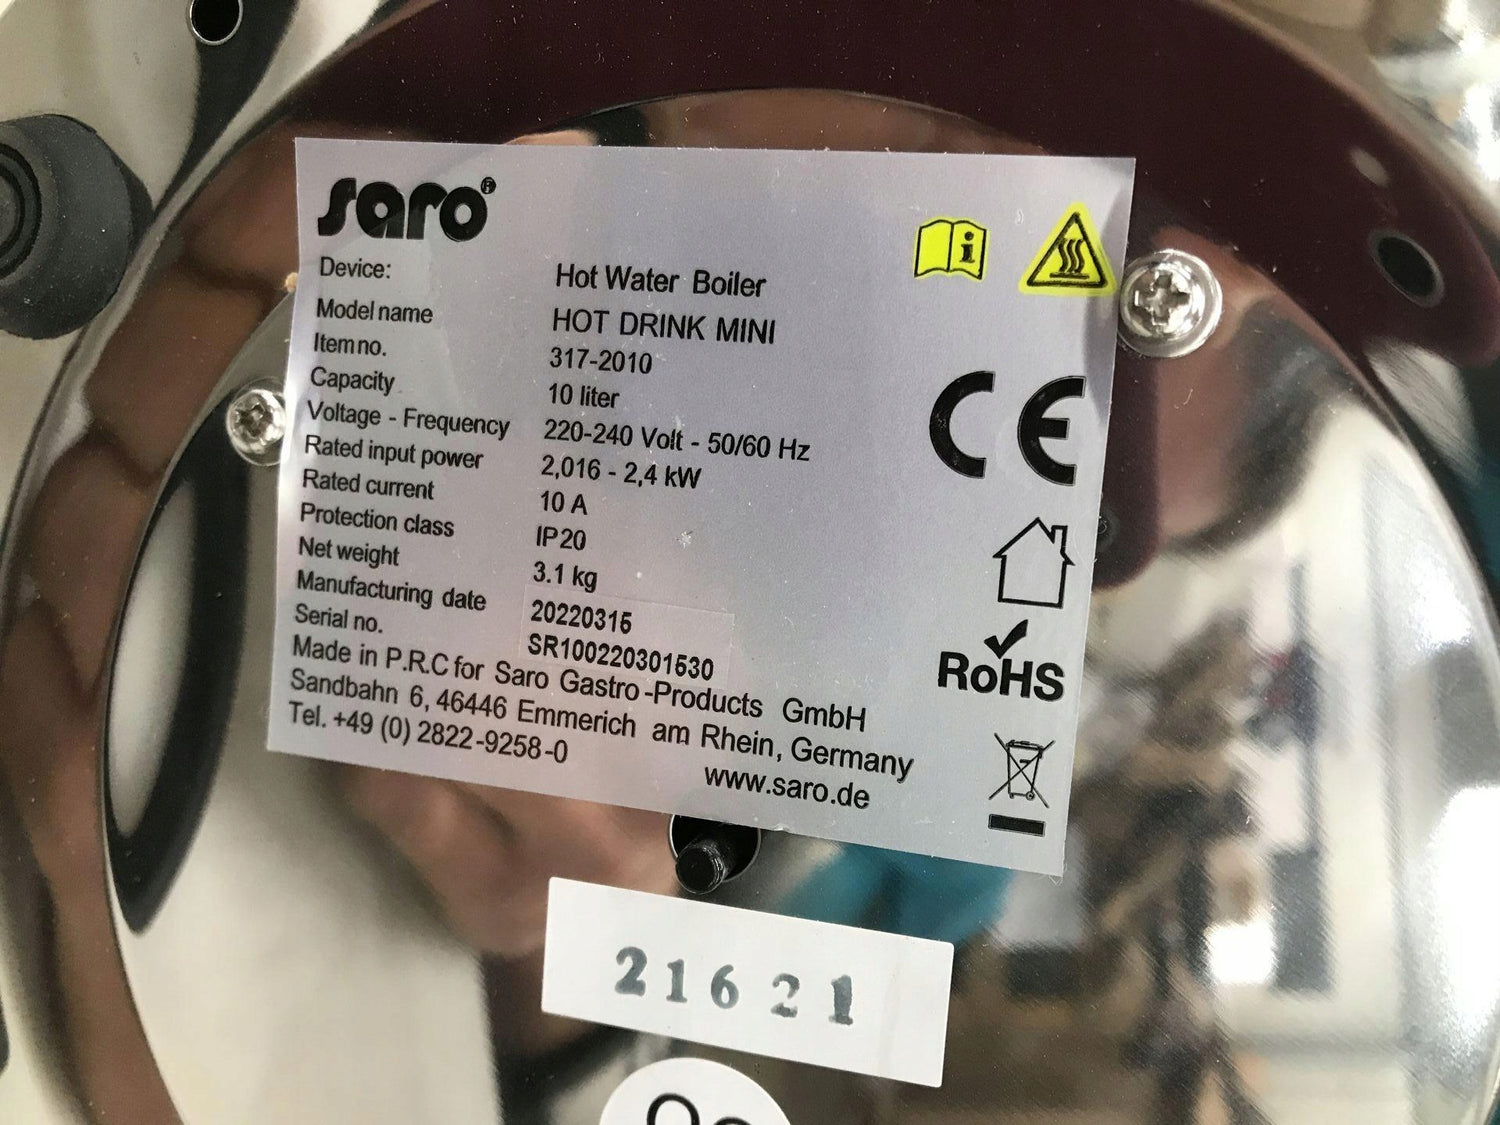 saro®
Device: Hot Water Boiler
Model name HOT DRINK MINI
Item no. 317-2010
Capacity 10 liter
Voltage - Frequency 220-240 Volt - 50/60 Hz
Rated input power 2,016 - 2,4 kW
Rated current 10 A
Protection class IP20
Net weight 3.1 kg
Manufacturing date 20220315
Serial no. SR100220301530
Made in P.R.C for Saro Gastro-Products GmbH
Sandbahn 6, 46446 Emmerich am Rhein, Germany
Tel. +49 (0) 2822-9258-0
www.saro.de
CE
RoHS
21621